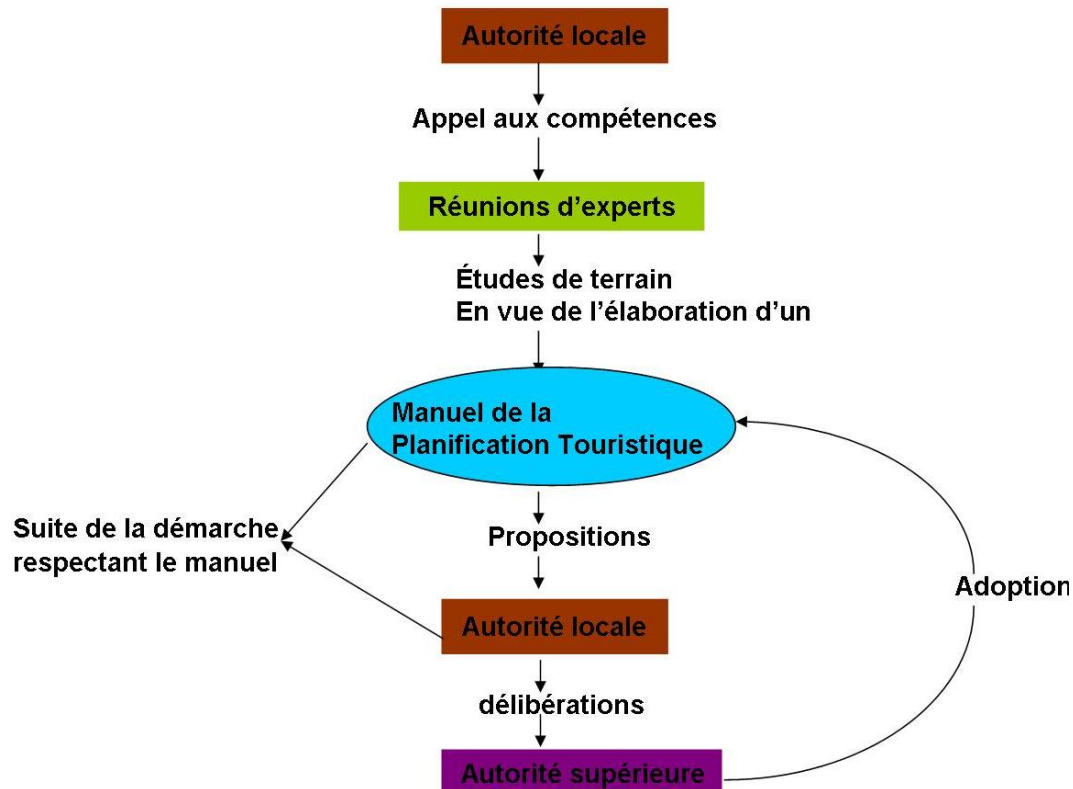 Autorité locale
Appel aux compétences
Réunions d’experts
Études de terrain
En vue de l’élaboration d’un
Manuel de la
Planification Touristique
Suite de la démarche
respectant le manuel
Propositions
Adoption
Autorité locale
délibérations
Autorité supérieure